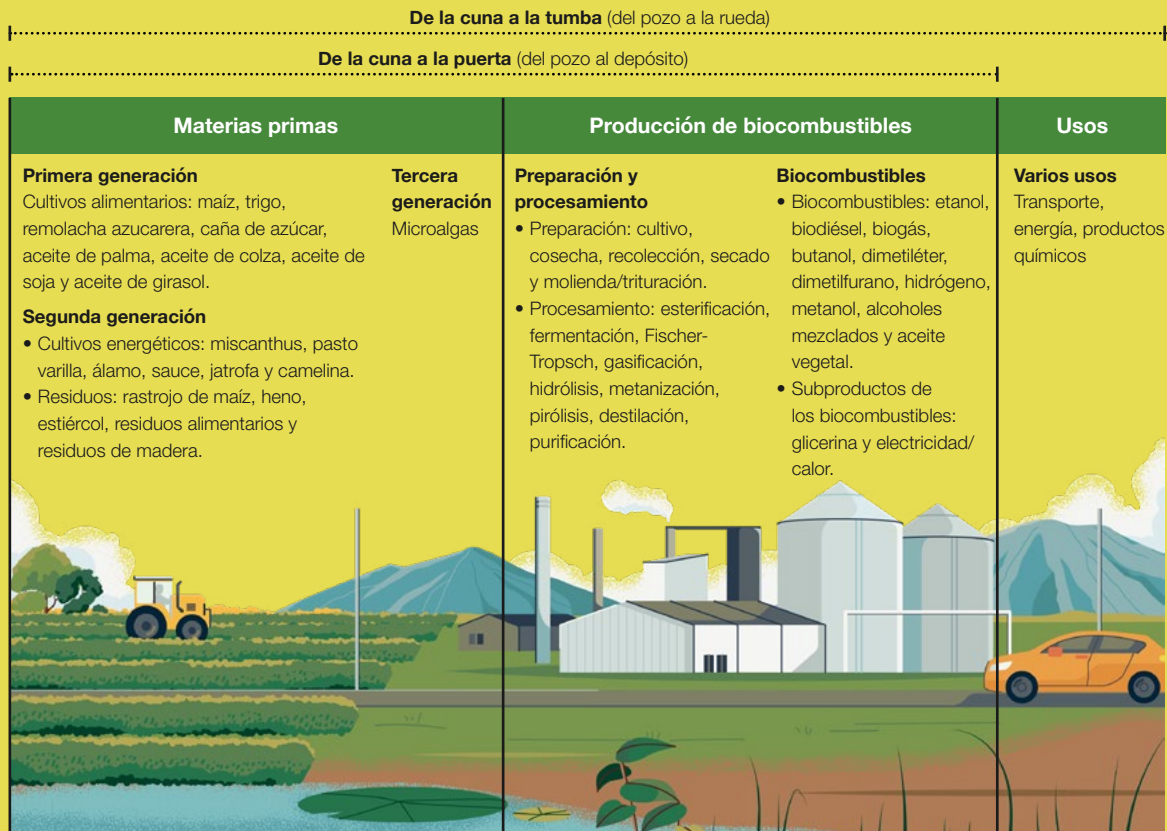 De la cuna a la tumba (del pozo a la rueda)
De la cuna a la puerta (del pozo al depósito)
Materias primas
Primera generación
Cultivos alimentarios: maíz, trigo,
remolacha azucarera, caña de azúcar,
aceite de palma, aceite de colza, aceite de
soja y aceite de girasol.
Segunda generación
• Cultivos energéticos: miscanthus, pasto
varilla, álamo, sauce, jatrofa y camelina.
• Residuos: rastrojo de maíz, heno,
estiércol, residuos alimentarios y
residuos de madera.
Tercera
generación
Microalgas
Producción de biocombustibles
Preparación y
procesamiento
• Preparación: cultivo,
cosecha, recolección, secado
y molienda/trituración.
• Procesamiento: esterificación,
fermentación, Fischer-
Tropsch, gasificación,
hidrólisis, metanización,
pirólisis, destilación,
purificación.
Biocombustibles
• Biocombustibles: etanol,
biodiésel, biogás,
butanol, dimetiléter,
dimetilfurano, hidrógeno,
metanol, alcoholes
mezclados y aceite
vegetal.
• Subproductos de
los biocombustibles:
glicerina y electricidad/
calor.
Usos
Varios usos
Transporte,
energía, productos
químicos